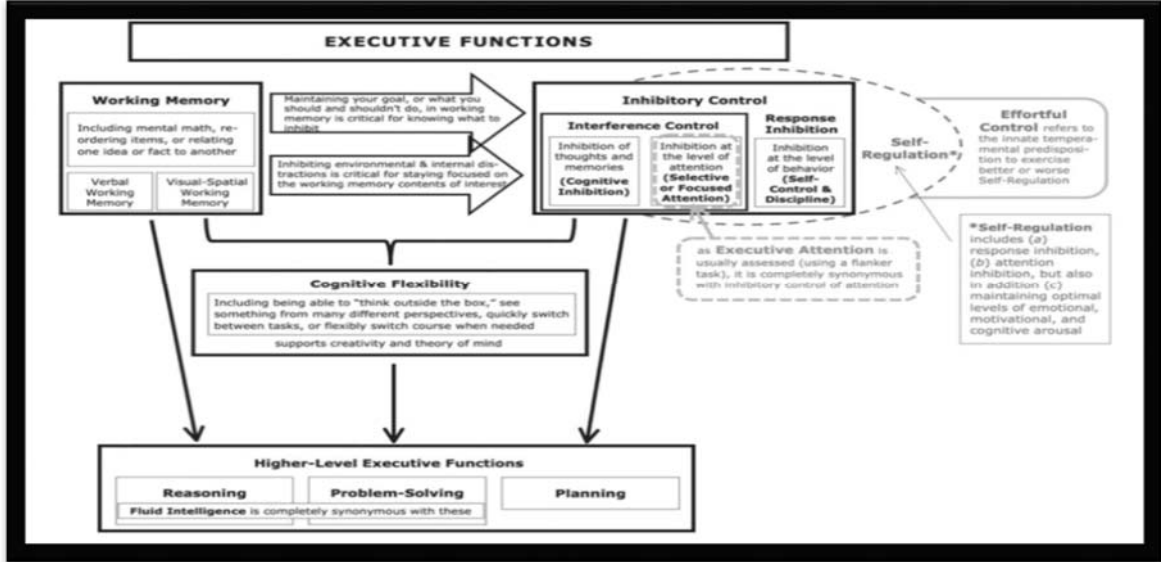 EXECUTIVE FUNCTIONS
Working Memory
Including mental math, re-
ordering items, or relating
one idea or fact to another
Verbal
Working
Memory
Visual-Spatial
Working
Memory
Maintaining your goal, or what you
should and shouldn't do, in working
memory is critical for knowing what to
inhibit
Inhibiting environmental & internal dis-
tractions is critical for staying focused on
the working memory contents of interest
Inhibitory Control
Interference Control
Inhibition of
thoughts and
memories
(Cognitive
Inhibition)
Inhibition at
the level of
attention
(Selective
or Focused
Attention)
Response
Inhibition
Inhibition
at the level
of behavior
(Self-
Control &
Discipline)
Self-
Regulation*
Effortful
Control refers to
the innate tempera-
mental predisposi-
tion to exercise
better or worse
Self-Regulation
*Self-Regulation
includes (a)
response inhibition,
(b) attention
inhibition, but also
in addition (c)
maintaining optimal
levels of emotional,
motivational, and
cognitive arousal
as Executive Attention is
usually assessed (using a flanker
task), it is completely synonymous
with inhibitory control of attention
Cognitive Flexibility
Including being able to "think outside the box," see
something from many different perspectives, quickly switch
between tasks, or flexibly switch course when needed
supports creativity and theory of mind
Higher-Level Executive Functions
Reasoning
Problem-Solving
Planning
Fluid Intelligence is completely synonymous with these